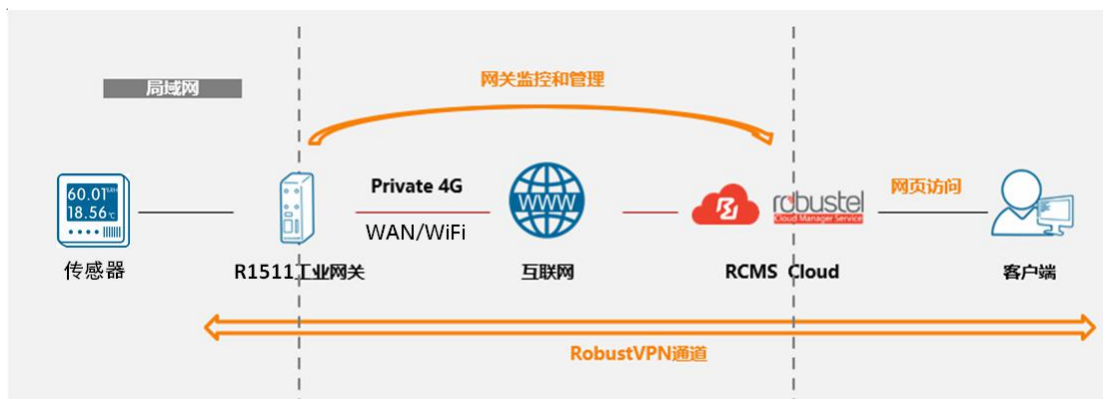 局域网
网关监控和管理
60.01%RH
18.56℃
Private 4G
WAN/WiFi
WWW
robustel
Cloud Manager Service
网页访问
传感器
R1511工业网关
互联网
RCMS Cloud
客户端
RobustVPN通道